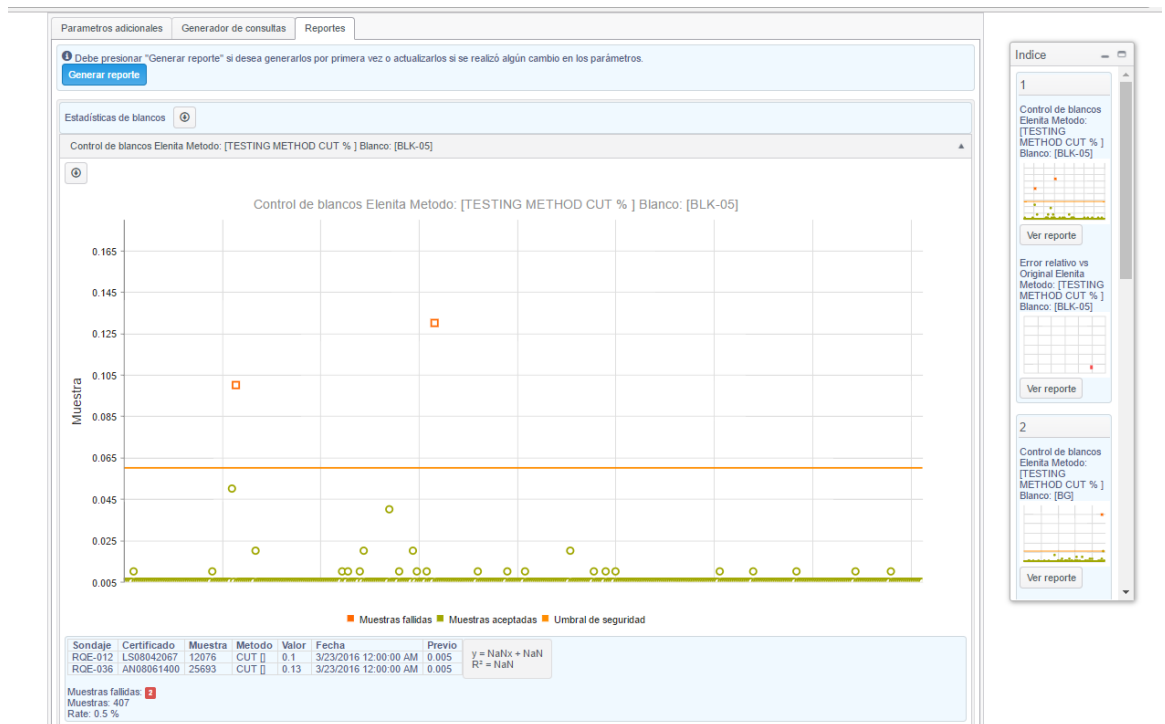 Parametros adicionales Generador de consultas Reportes
Debe presionar "Generar reporte" si desea generarlos por primera vez o actualizarlos si se realizó algún cambio en los parámetros.
Generar reporte
Estadísticas de blancos
Control de blancos Elenita Metodo: [TESTING METHOD CUT % ] Blanco: [BLK-05]
Control de blancos Elenita Metodo: [TESTING METHOD CUT % ] Blanco: [BLK-05]
Muestra
0.165
0.145
0.125
0.105
0.085
0.065
0.045
0.025
0.005
Muestras fallidas Muestras aceptadas Umbral de seguridad
Sondaje Certificado Muestra Metodo Valor Fecha Previo
RQE-012 LS08042067 12076 CUT [] 0.1 3/23/2016 12:00:00 AM 0.005
RQE-036 AN08061400 25693 CUT [] 0.13 3/23/2016 12:00:00 AM 0.005
y = NaNx + NaN
R² = NaN
Muestras fallidas: 2
Muestras: 407
Rate: 0.5 %
Indice
1
Control de blancos
Elenita Metodo:
[TESTING
METHOD CUT % ]
Blanco: [BLK-05]
Ver reporte
Error relativo vs
Original Elenita
Metodo: [TESTING
METHOD CUT % ]
Blanco: [BLK-05]
Ver reporte
2
Control de blancos
Elenita Metodo:
[TESTING
METHOD CUT % ]
Blanco: [BG]
Ver reporte